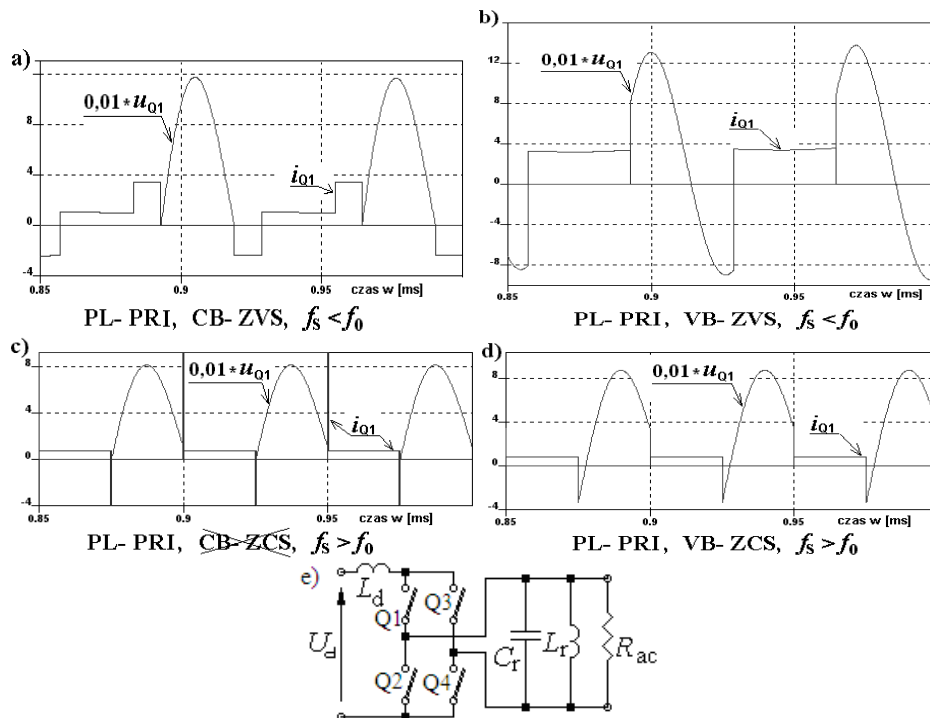 a)
0,01*uQ1
iQ1
8
4
0
-4
0.85
0.9
0.95
czas w [ms]
PL- PRI, CB- ZVS, fS < f0
b)
0,01*uQ1
iQ1
12
8
4
0
-4
-8
0.85
0.9
0.95
czas w [ms]
PL- PRI, VB- ZVS, fS < f0
c)
0,01*uQ1
iQ1
8
4
0
-4
0.85
0.9
0.95
czas w [ms]
PL- PRI, CB- ZCS, fS > f0
d)
0,01*uQ1
iQ1
8
4
0
-4
0.85
0.9
0.95
czas w [ms]
PL- PRI, VB- ZCS, fS > f0
e)
Ld
Q1
Q3
Ud
Q2
Q4
Cr
Lr
Rac